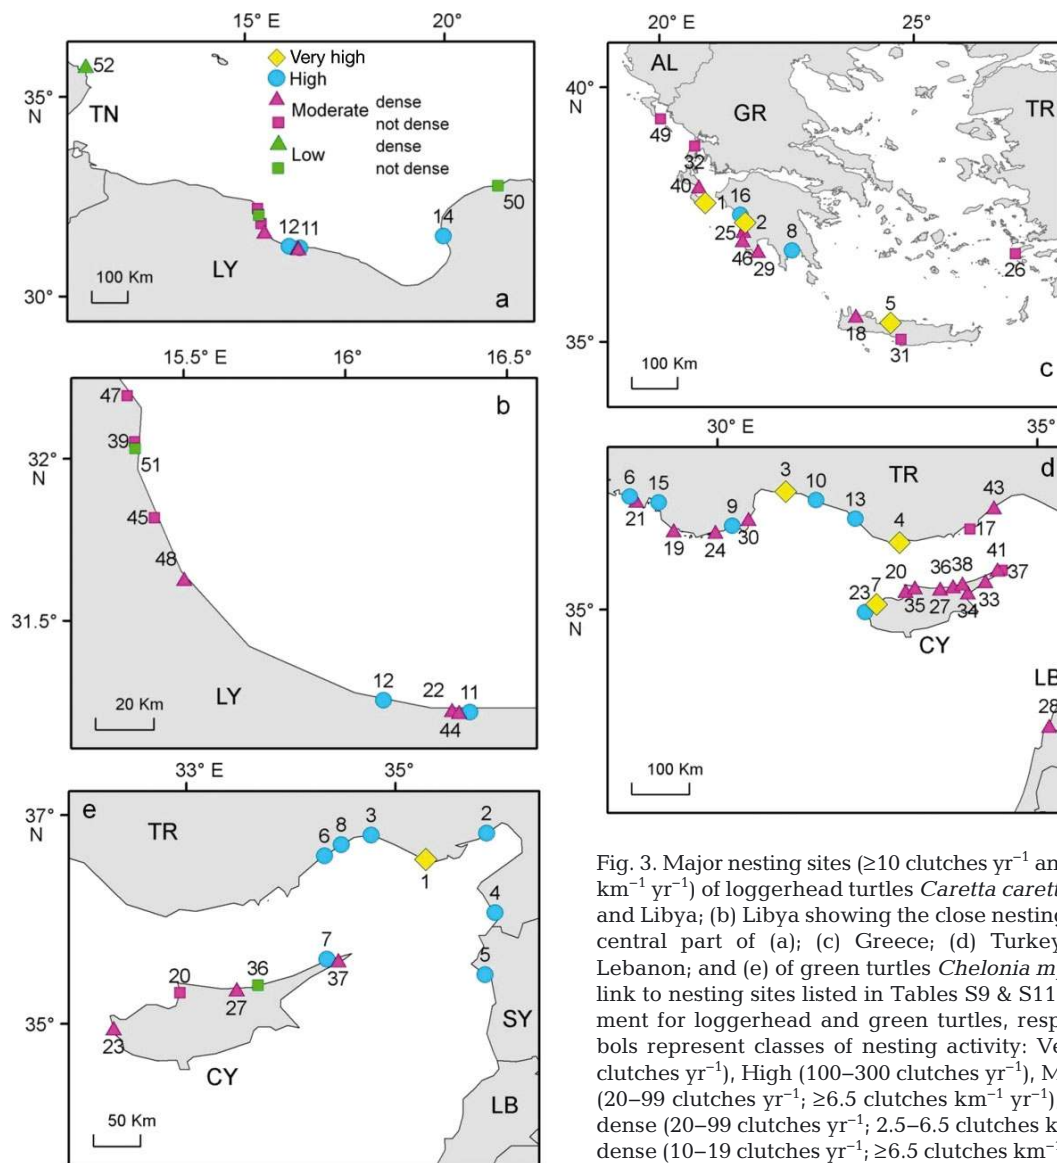 15° E 20°
Very high
High
Moderate dense
not dense
Low dense
not dense
52
35°
N
TN
50
14
12 11
LY
100 Km
30°
a
15.5° E 16° 16.5°
b
47
39
51
32°
N
45
48
31.5°
12 22 11
44
LY
20 Km
20° E 25°
AL
40°
N
GR
TR
49
32
40
1
16
2
25
46
29
8
26
5
18
31
35°
100 Km
c
30° E 35°
d
TR
6 15 3 10
21
13
43
9
19 24 30
4
17
36 38 41
20
37
23 7
35 27 34 33
35°
N
CY
LB
28
100 Km
33° E 35°
e
37°
N
TR
6 8 3 2
1
4
7
5
20 36
27 37
35°
23
CY
SY
LB
50 Km
Fig. 3. Major nesting sites (≥10 clutches yr⁻¹ an
km⁻¹ yr⁻¹) of loggerhead turtles Caretta carett
and Libya; (b) Libya showing the close nesting
central part of (a); (c) Greece; (d) Turkey
Lebanon; and (e) of green turtles Chelonia m
link to nesting sites listed in Tables S9 & S11
ment for loggerhead and green turtles, resp
bols represent classes of nesting activity: Ve
clutches yr⁻¹), High (100–300 clutches yr⁻¹), M
(20–99 clutches yr⁻¹; ≥6.5 clutches km⁻¹ yr⁻¹)
dense (20–99 clutches yr⁻¹; 2.5–6.5 clutches k
dense (10–19 clutches yr⁻¹; ≥6.5 clutches km⁻